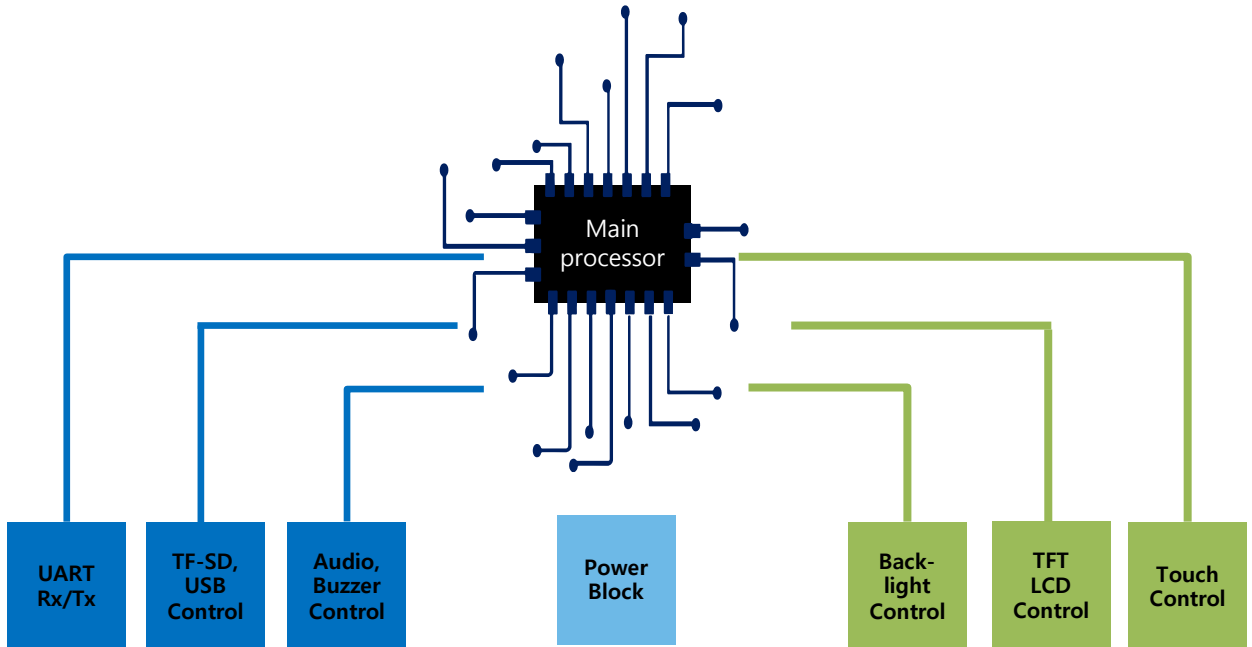 Main
processor
UART
Rx/Tx
TF-SD,
USB
Control
Audio,
Buzzer
Control
Power
Block
Back-
light
Control
TFT
LCD
Control
Touch
Control